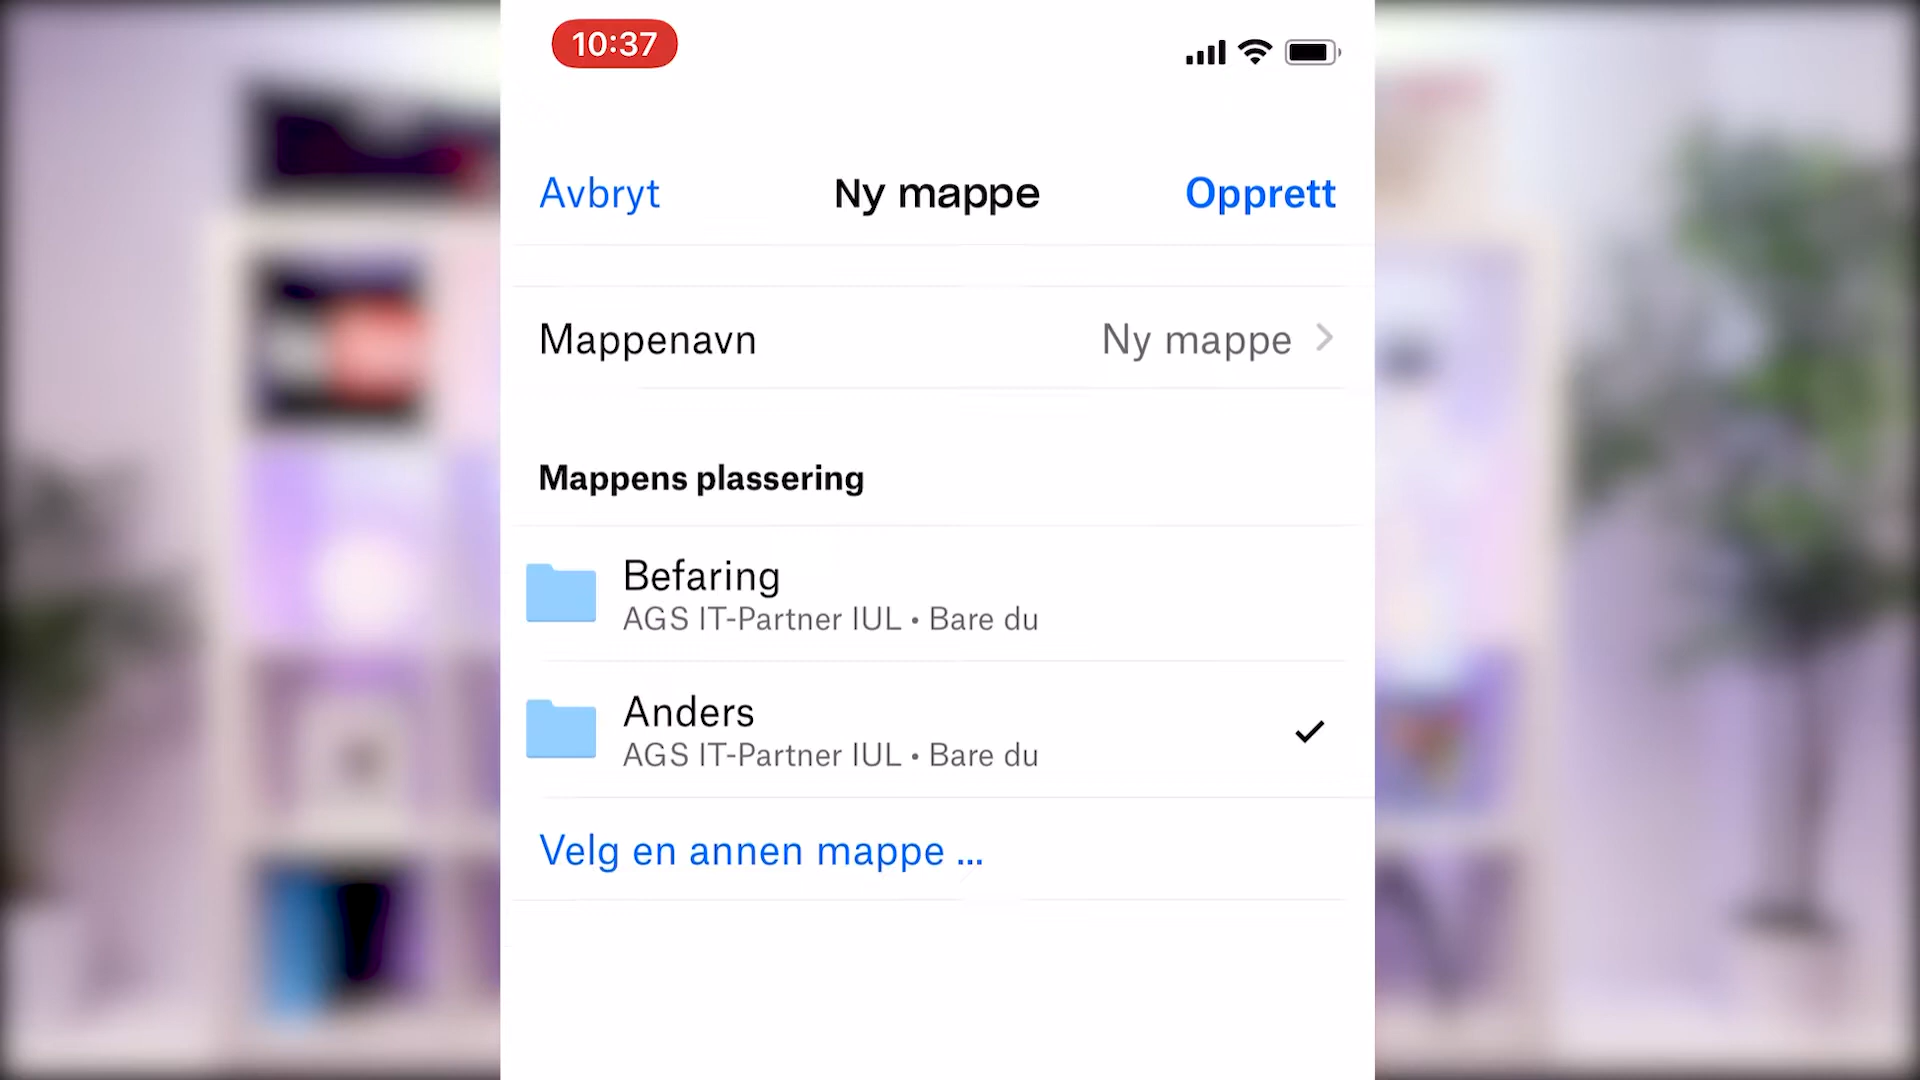 10:37
Avbryt
Ny mappe
Opprett
Mappenavn
Ny mappe
Mappens plassering
Befaring
AGS IT-Partner IUL • Bare du
Anders
AGS IT-Partner IUL • Bare du
Velg en annen mappe ...